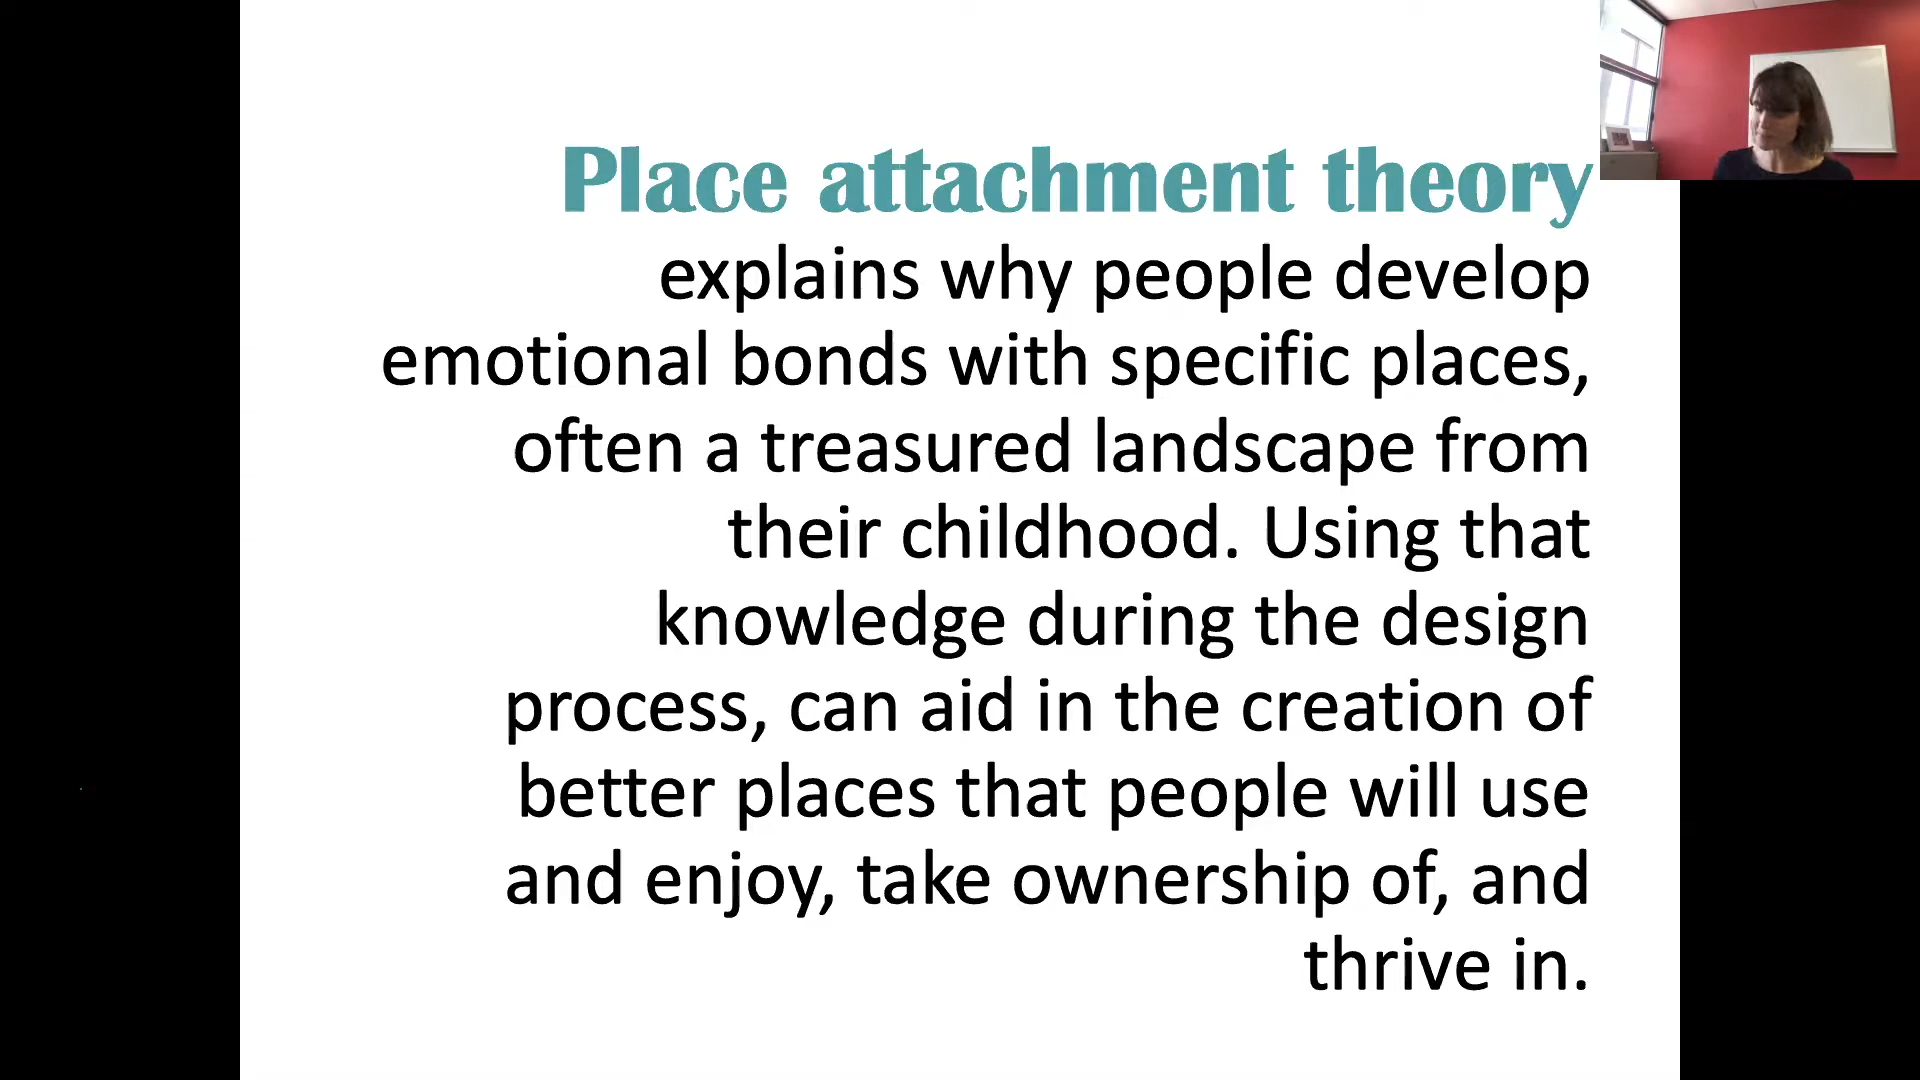 Place attachment theory
explains why people develop
emotional bonds with specific places,
often a treasured landscape from
their childhood. Using that
knowledge during the design
process, can aid in the creation of
better places that people will use
and enjoy, take ownership of, and
thrive in.